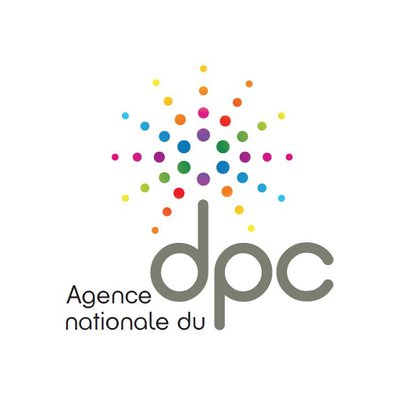 Agence
nationale du
dpc